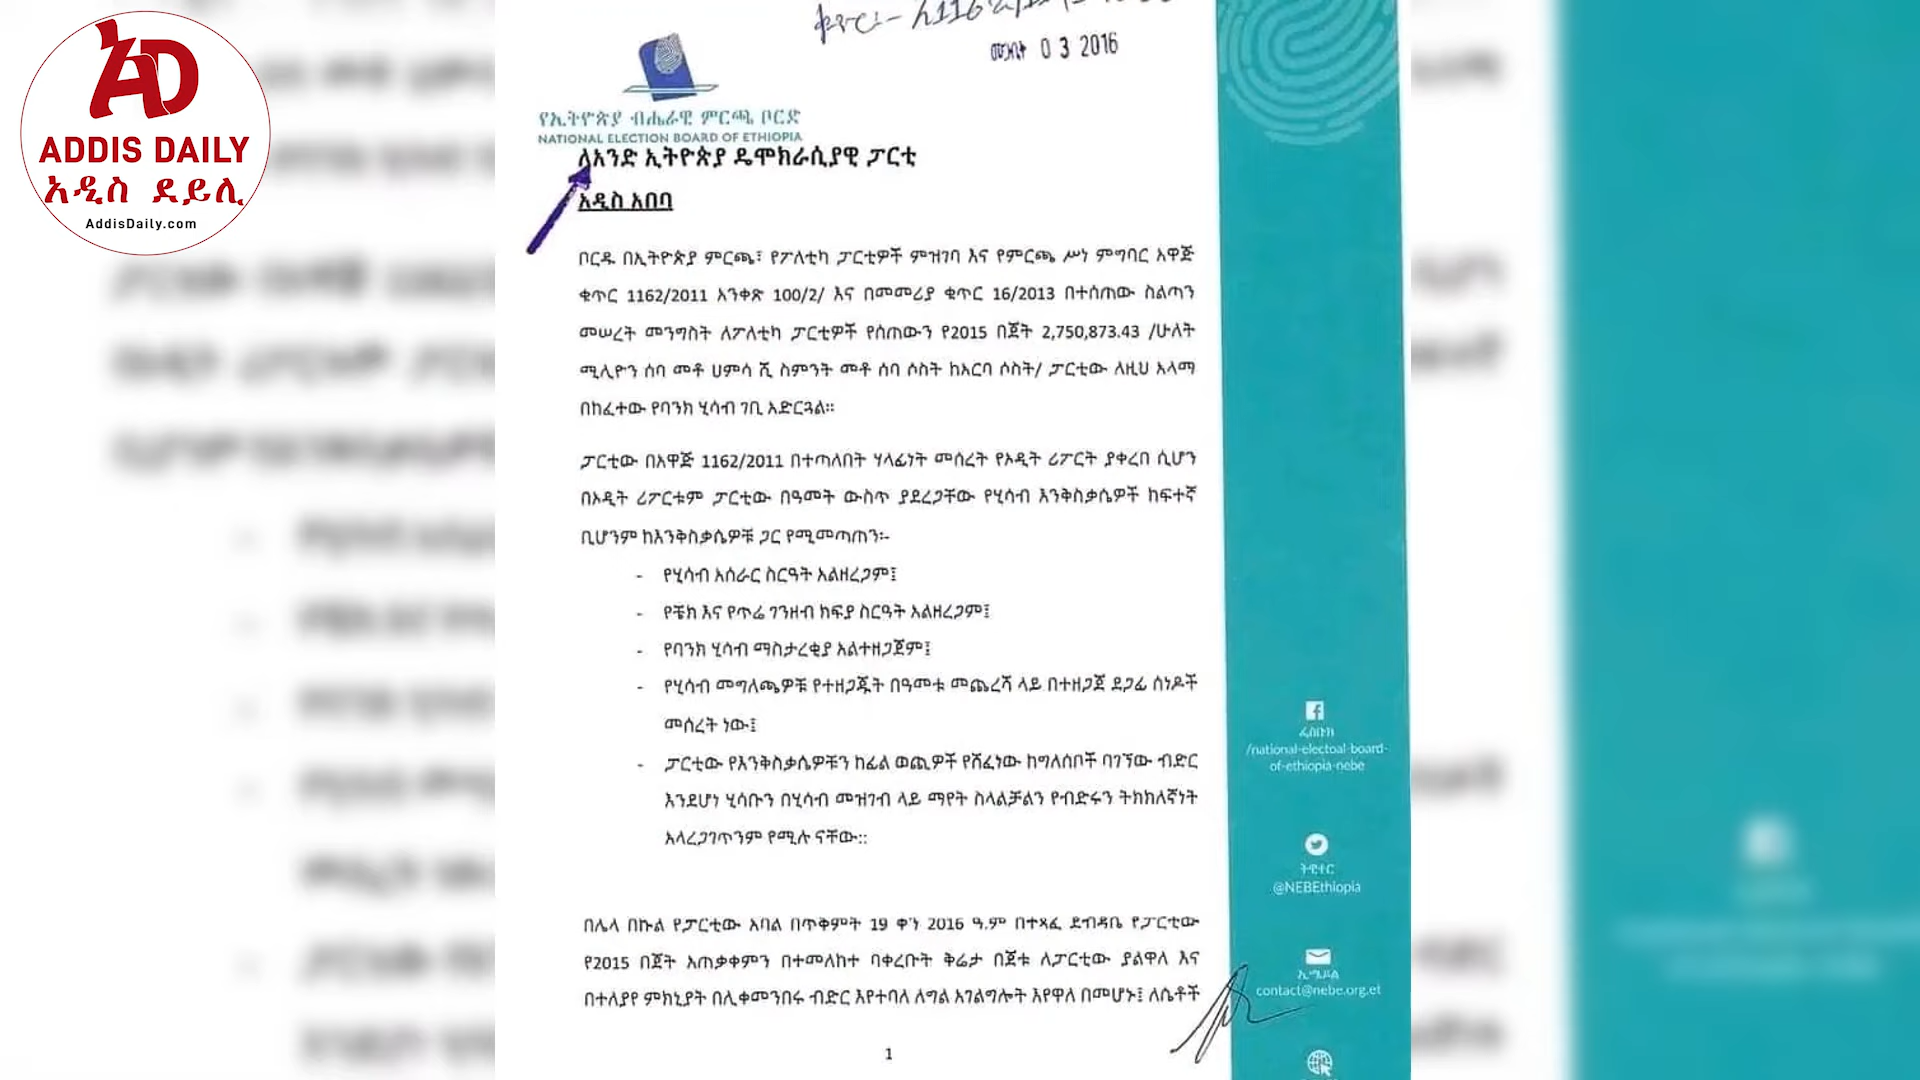 ADDIS DAILY
አዲስ ደይሊ
AddisDaily.com
ቁጥር:-
0 3 2016
የኢትዮጵያ ብሔራዊ ምርጫ ቦርድ
NATIONAL ELECTION BOARD OF ETHIOPIA
ለአንድ ኢትዮጵያ ዴሞክራሲያዊ ፓርቲ
አዲስ አበባ
ቦርዱ በኢትዮጵያ ምርጫ፣ የፖለቲካ ፓርቲዎች ምዝገባ እና የምርጫ ሥነ ምግባር አዋጅ
ቁጥር 1162/2011 አንቀጽ 100/2/ እና በመመሪያ ቁጥር 16/2013 በተሰጠው ስልጣን
መሠረት መንግስት ለፖለቲካ ፓርቲዎች የሰጠውን የ2015 በጀት 2,750,873.43 /ሁለት
ሚሊዮን ሰባ መቶ ሀምሳ ሺ ስምንት መቶ ሰባ ሶስት ከአርባ ሶስት/ ፓርቲው ለዚህ አላማ
በከፈተው የባንክ ሂሳብ ገቢ አድርጓል፡፡
ፓርቲው በአዋጅ 1162/2011 በተጣለበት ሃላፊነት መሰረት የኦዲት ሪፖርት ያቀረበ ሲሆን
በኦዲት ሪፖርቱም ፓርቲው በዓመት ውስጥ ያደረጋቸው የሂሳብ እንቅስቃሴዎች ከፍተኛ
ቢሆንም ከእንቅስቃሴዎቹ ጋር የሚመጣጠን፡-
- የሂሳብ አሰራር ስርዓት አልዘረጋም፤
- የቼክ እና የጥሬ ገንዘብ ክፍያ ስርዓት አልዘረጋም፤
- የባንክ ሂሳብ ማስታረቂያ አልተዘጋጀም፤
- የሂሳብ መግለጫዎቹ የተዘጋጁት በዓመቱ መጨረሻ ላይ በተዘጋጀ ደጋፊ ሰነዶች
መሰረት ነው፤
- ፓርቲው የእንቅስቃሴዎቹን ከፊል ወጪዎች የሸፈነው ከግለሰቦች ባገኘው ብድር
እንደሆነ ሂሳቡን በሂሳብ መዝገብ ላይ ማየት ስላልቻልን የብድሩን ትክክለኛነት
አላረጋገጥንም የሚሉ ናቸው፡፡
በሌላ በኩል የፓርቲው አባል በጥቅምት 19 ቀን 2016 ዓ.ም በተጻፈ ደብዳቤ የፓርቲው
የ2015 በጀት አጠቃቀምን በተመለከተ ባቀረቡት ቅሬታ በጀቱ ለፓርቲው ያልዋለ እና
በተለያየ ምክኒያት በሊቀመንበሩ ብድር እየተባለ ለግል አገልግሎት እየዋለ በመሆኑ፤ ለሴቶች
1
ፌስቡክ
/national-electoal-board-
of-ethiopia-nebe
ትዊተር
@NEBEthiopia
ኢሜይል
contact@nebe.org.et